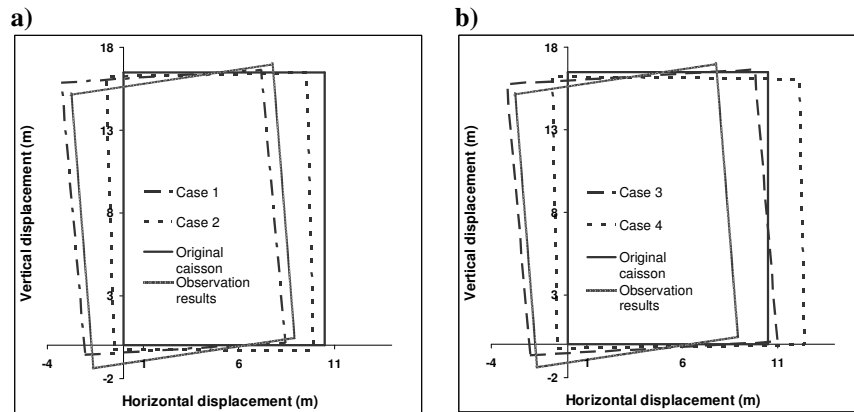 a)
18
13
8
3
-2
-4
1
6
11
Vertical displacement (m)
Horizontal displacement (m)
Case 1
Case 2
Original
caisson
Observation
results
b)
18
13
8
3
-2
-4
1
6
11
Vertical displacement (m)
Horizontal displacement (m)
Case 3
Case 4
Original
caisson
Observation
results